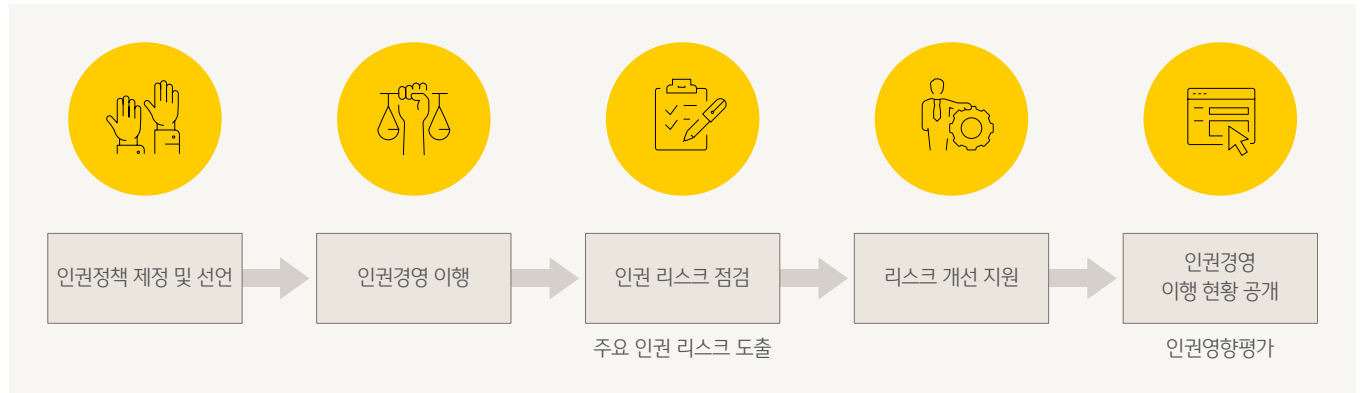 인권정책 제정 및 선언
인권경영 이행
인권 리스크 점검
주요 인권 리스크 도출
리스크 개선 지원
인권경영
이행 현황 공개
인권영향평가